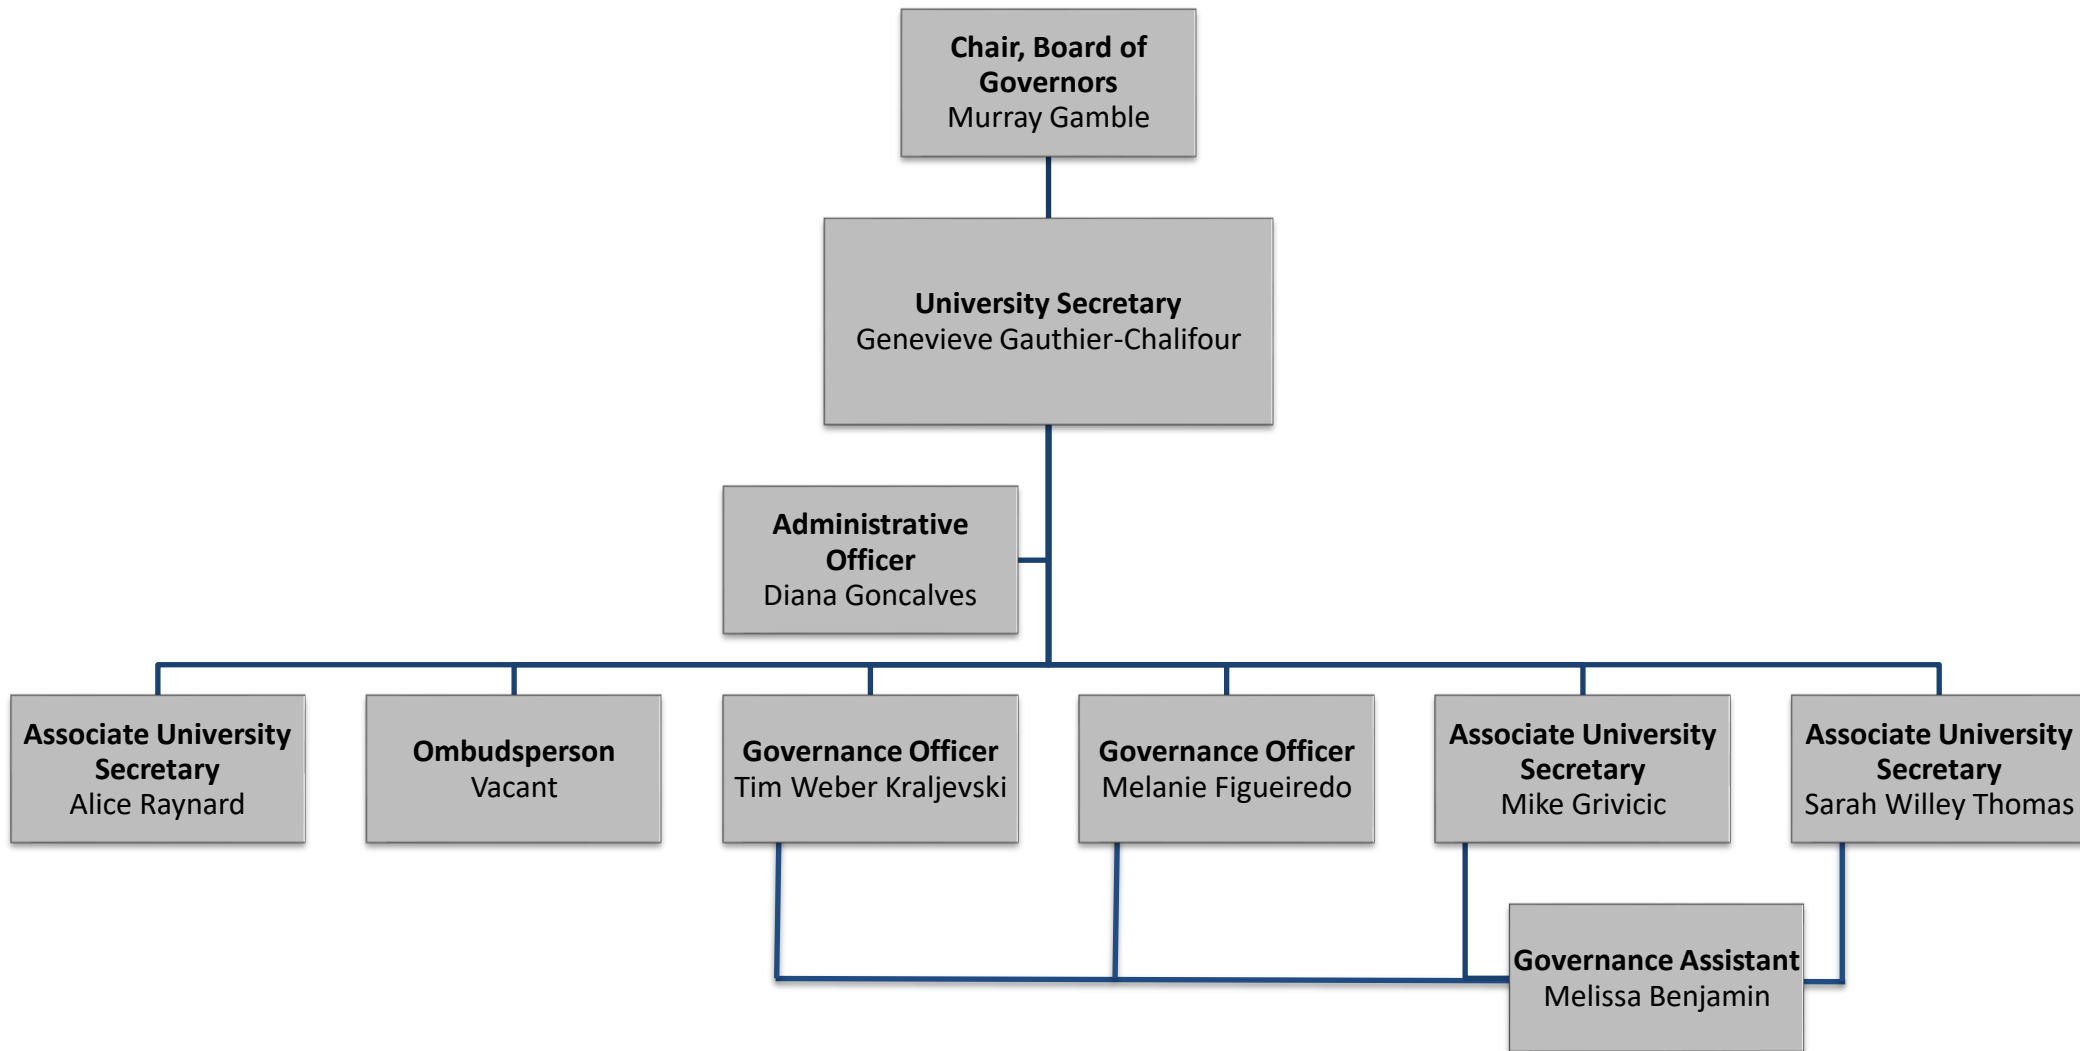 Chair, Board of
Governors
Murray Gamble
University Secretary
Genevieve Gauthier-Chalifour
Administrative
Officer
Diana Goncalves
Associate University
Secretary
Alice Raynard
Ombudsperson
Vacant
Governance Officer
Tim Weber Kraljevski
Governance Officer
Melanie Figueiredo
Associate University
Secretary
Mike Grivicic
Associate University
Secretary
Sarah Willey Thomas
Governance Assistant
Melissa Benjamin